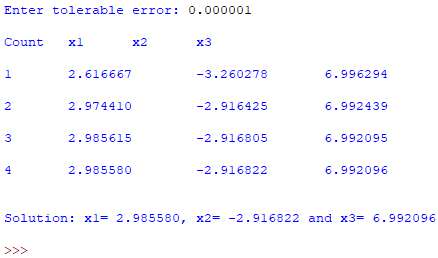 Enter tolerable error: 0.000001
Count x1 x2 x3
1 2.616667 -3.260278 6.996294
2 2.974410 -2.916425 6.992439
3 2.985615 -2.916805 6.992095
4 2.985580 -2.916822 6.992096
Solution: x1= 2.985580, x2= -2.916822 and x3= 6.992096
>>>